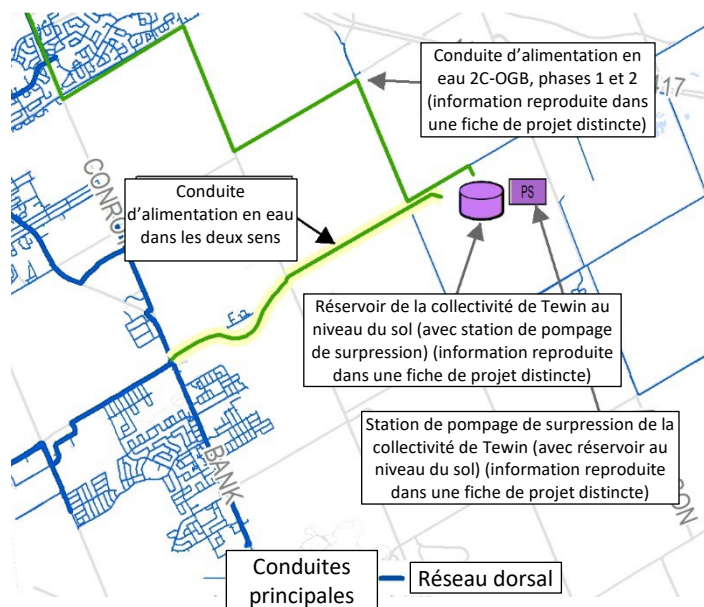 Conduite d'alimentation en
eau 2C-OGB, phases 1 et 2
(information reproduite dans
une fiche de projet distincte)
417
CONRO
Conduite
d'alimentation en eau
dans les deux sens
PS
Réservoir de la collectivité de Tewin au
niveau du sol (avec station de pompage
de surpression) (information reproduite
dans une fiche de projet distincte)
Station de pompage de surpression de la
collectivité de Tewin (avec réservoir au
niveau du sol) (information reproduite
dans une fiche de projet distincte)
BANK
SON
Conduites
principales
Réseau dorsal